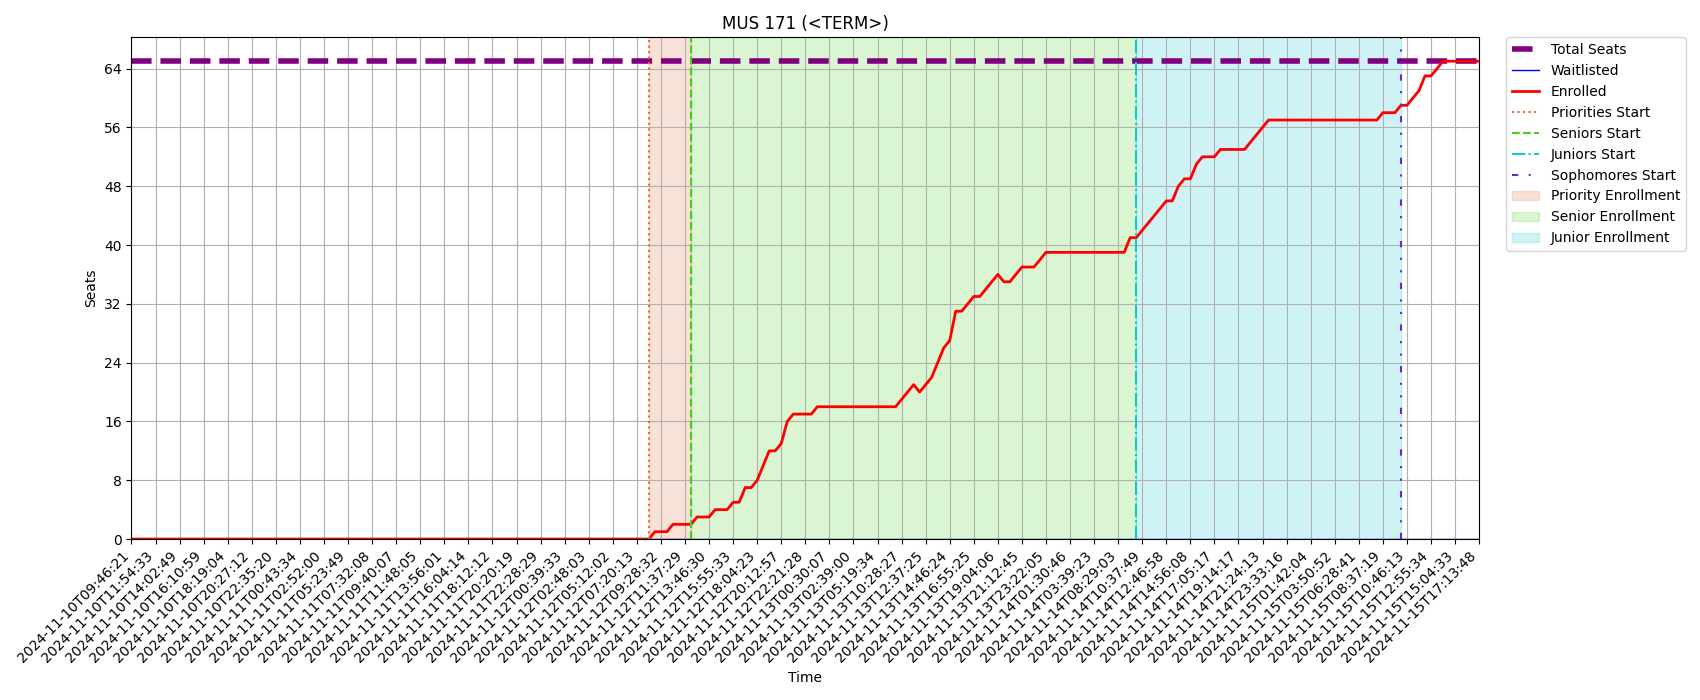 MUS 171 (<TERM>)
Total Seats
Waitlisted
Enrolled
Priorities Start
Seniors Start
Juniors Start
Sophomores Start
Priority Enrollment
Senior Enrollment
Junior Enrollment
Seats
64
56
48
40
32
24
16
8
0
2024-11-10T09:46:21
2024-11-10T11:54:33
2024-11-10T14:02:49
2024-11-10T16:10:59
2024-11-10T18:19:04
2024-11-10T20:27:12
2024-11-10T22:35:20
2024-11-11T00:43:34
2024-11-11T02:52:00
2024-11-11T05:23:49
2024-11-11T07:32:08
2024-11-11T09:40:07
2024-11-11T11:48:05
2024-11-11T13:56:01
2024-11-11T16:04:14
2024-11-11T18:12:12
2024-11-11T20:20:19
2024-11-11T22:28:29
2024-11-12T00:39:33
2024-11-12T02:48:03
2024-11-12T05:12:02
2024-11-12T07:20:13
2024-11-12T09:28:32
2024-11-12T11:37:29
2024-11-12T13:46:30
2024-11-12T15:55:33
2024-11-12T18:04:23
2024-11-12T20:12:57
2024-11-12T22:21:28
2024-11-13T00:30:07
2024-11-13T02:39:00
2024-11-13T05:19:34
2024-11-13T10:28:27
2024-11-13T12:37:25
2024-11-13T14:46:24
2024-11-13T16:55:25
2024-11-13T19:04:06
2024-11-13T21:12:45
2024-11-13T23:22:05
2024-11-14T01:30:46
2024-11-14T03:39:23
2024-11-14T08:29:03
2024-11-14T10:37:49
2024-11-14T12:46:58
2024-11-14T14:56:08
2024-11-14T17:05:17
2024-11-14T19:14:17
2024-11-14T21:24:13
2024-11-14T23:33:16
2024-11-15T01:42:04
2024-11-15T03:50:52
2024-11-15T06:28:41
2024-11-15T08:37:19
2024-11-15T10:46:13
2024-11-15T12:55:34
2024-11-15T15:04:33
2024-11-15T17:13:48
Time